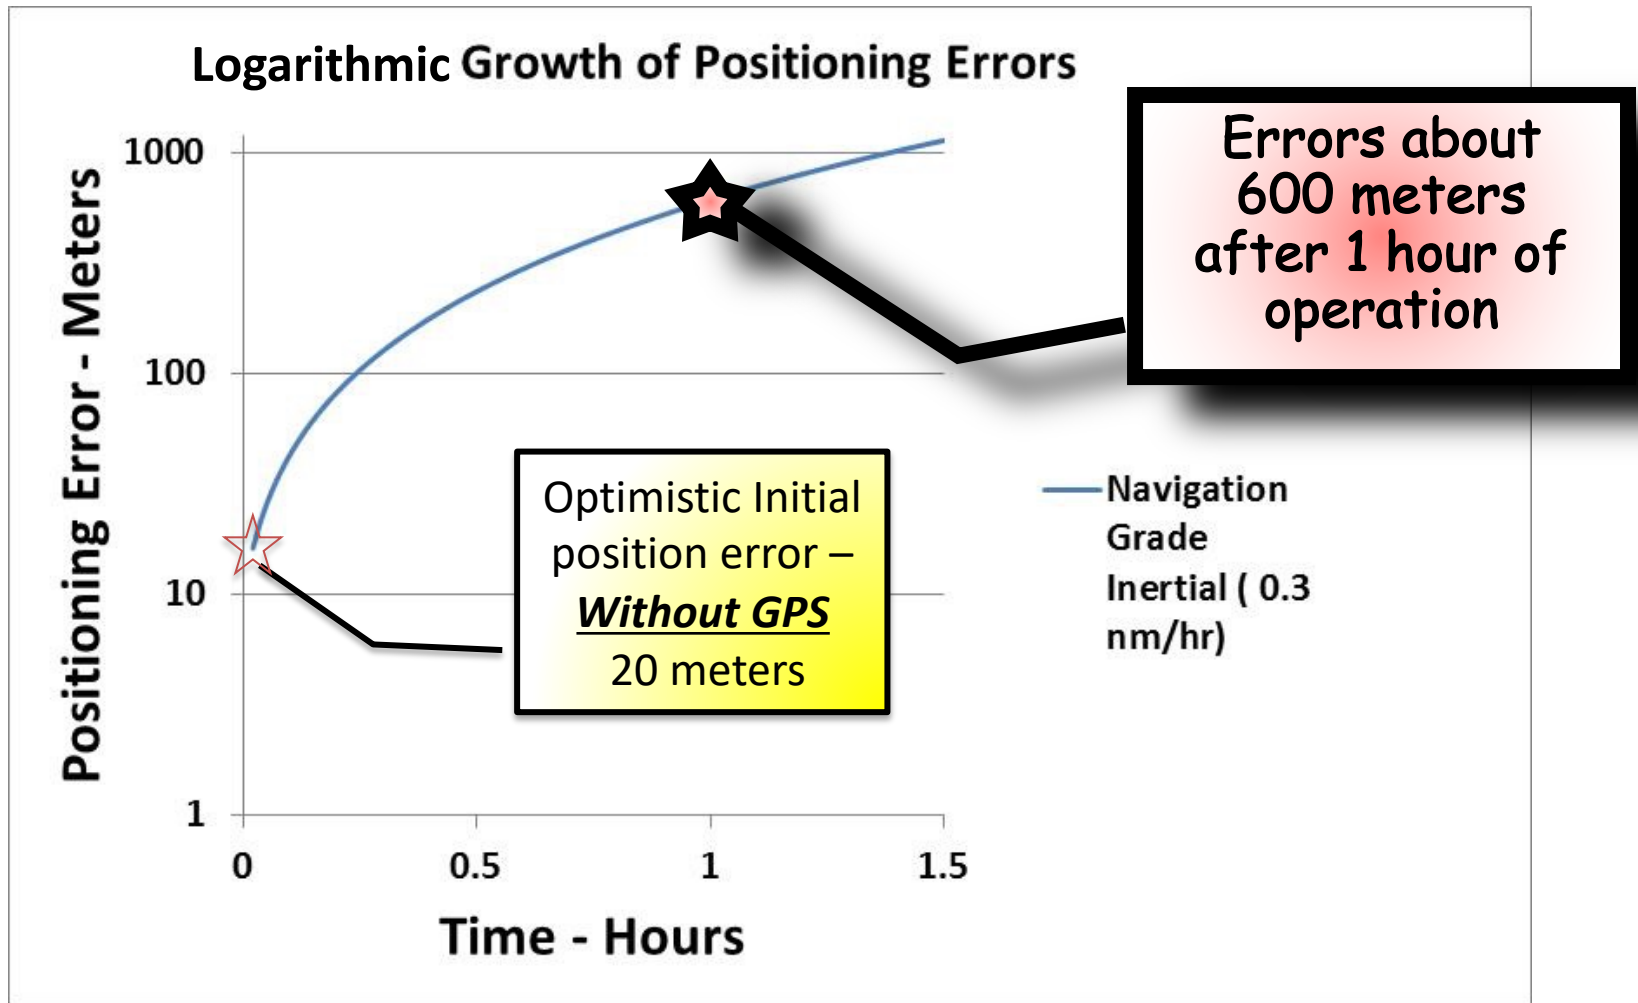 Logarithmic Growth of Positioning Errors
Errors about
600 meters
after 1 hour of
operation
Positioning Error - Meters
1000
100
10
1
Optimistic Initial
position error –
Without GPS
20 meters
Navigation
Grade
Inertial ( 0.3
nm/hr)
0 0.5 1 1.5
Time - Hours